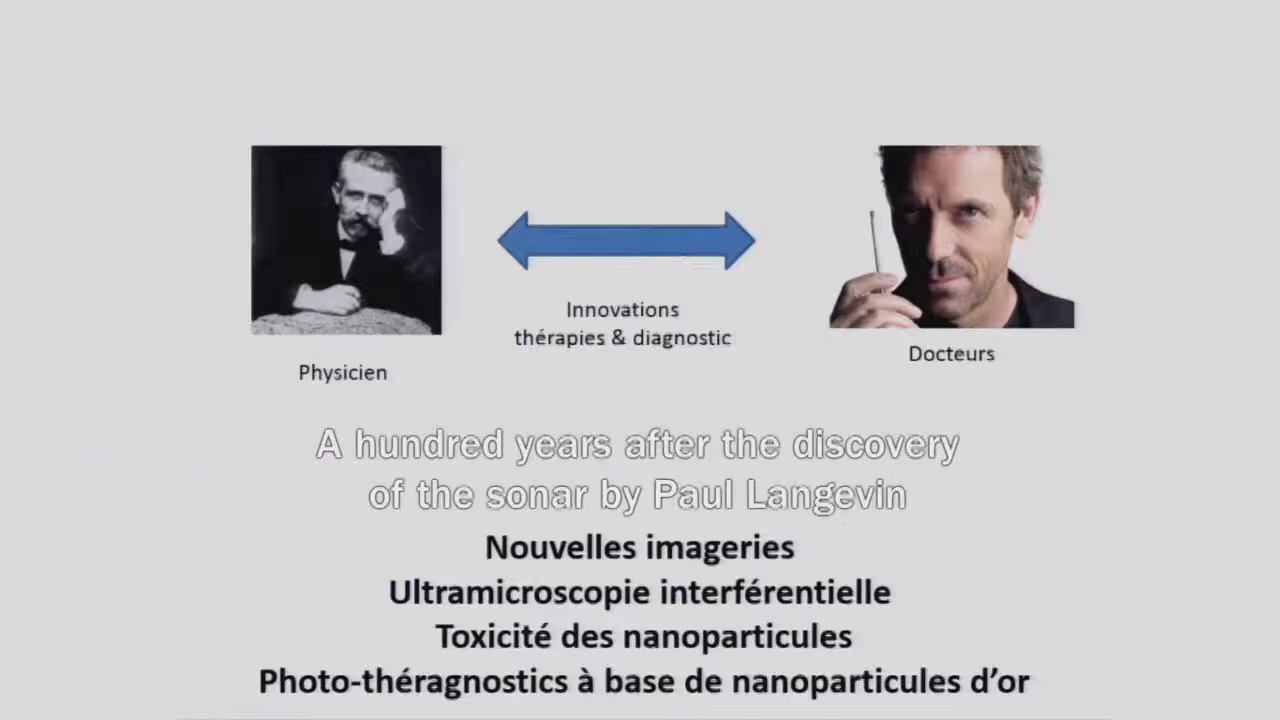 Innovations
thérapies & diagnostic
Physicien
Docteurs
A hundred years after the discovery
of the sonar by Paul Langevin
Nouvelles imageries
Ultramicroscopie interférentielle
Toxicité des nanoparticules
Photo-théragnostics à base de nanoparticules d’or